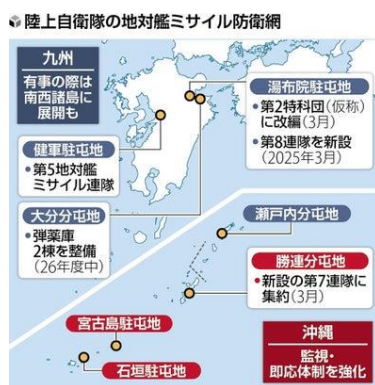 陸上自衛隊の地対艦ミサイル防衛網
九州
有事の際は
南西諸島に
展開も
湯布院駐屯地
・第2特科団(仮称)
に改編(3月)
・第8連隊を新設
(2025年3月)
健軍駐屯地
・第5地対艦
ミサイル連隊
大分分屯地
・弾薬庫
2棟を整備
(26年度中)
瀬戸内分屯地
勝連分屯地
・新設の第7連隊に
集約(3月)
宮古島駐屯地
石垣駐屯地
沖縄
監視・
即応体制を強化